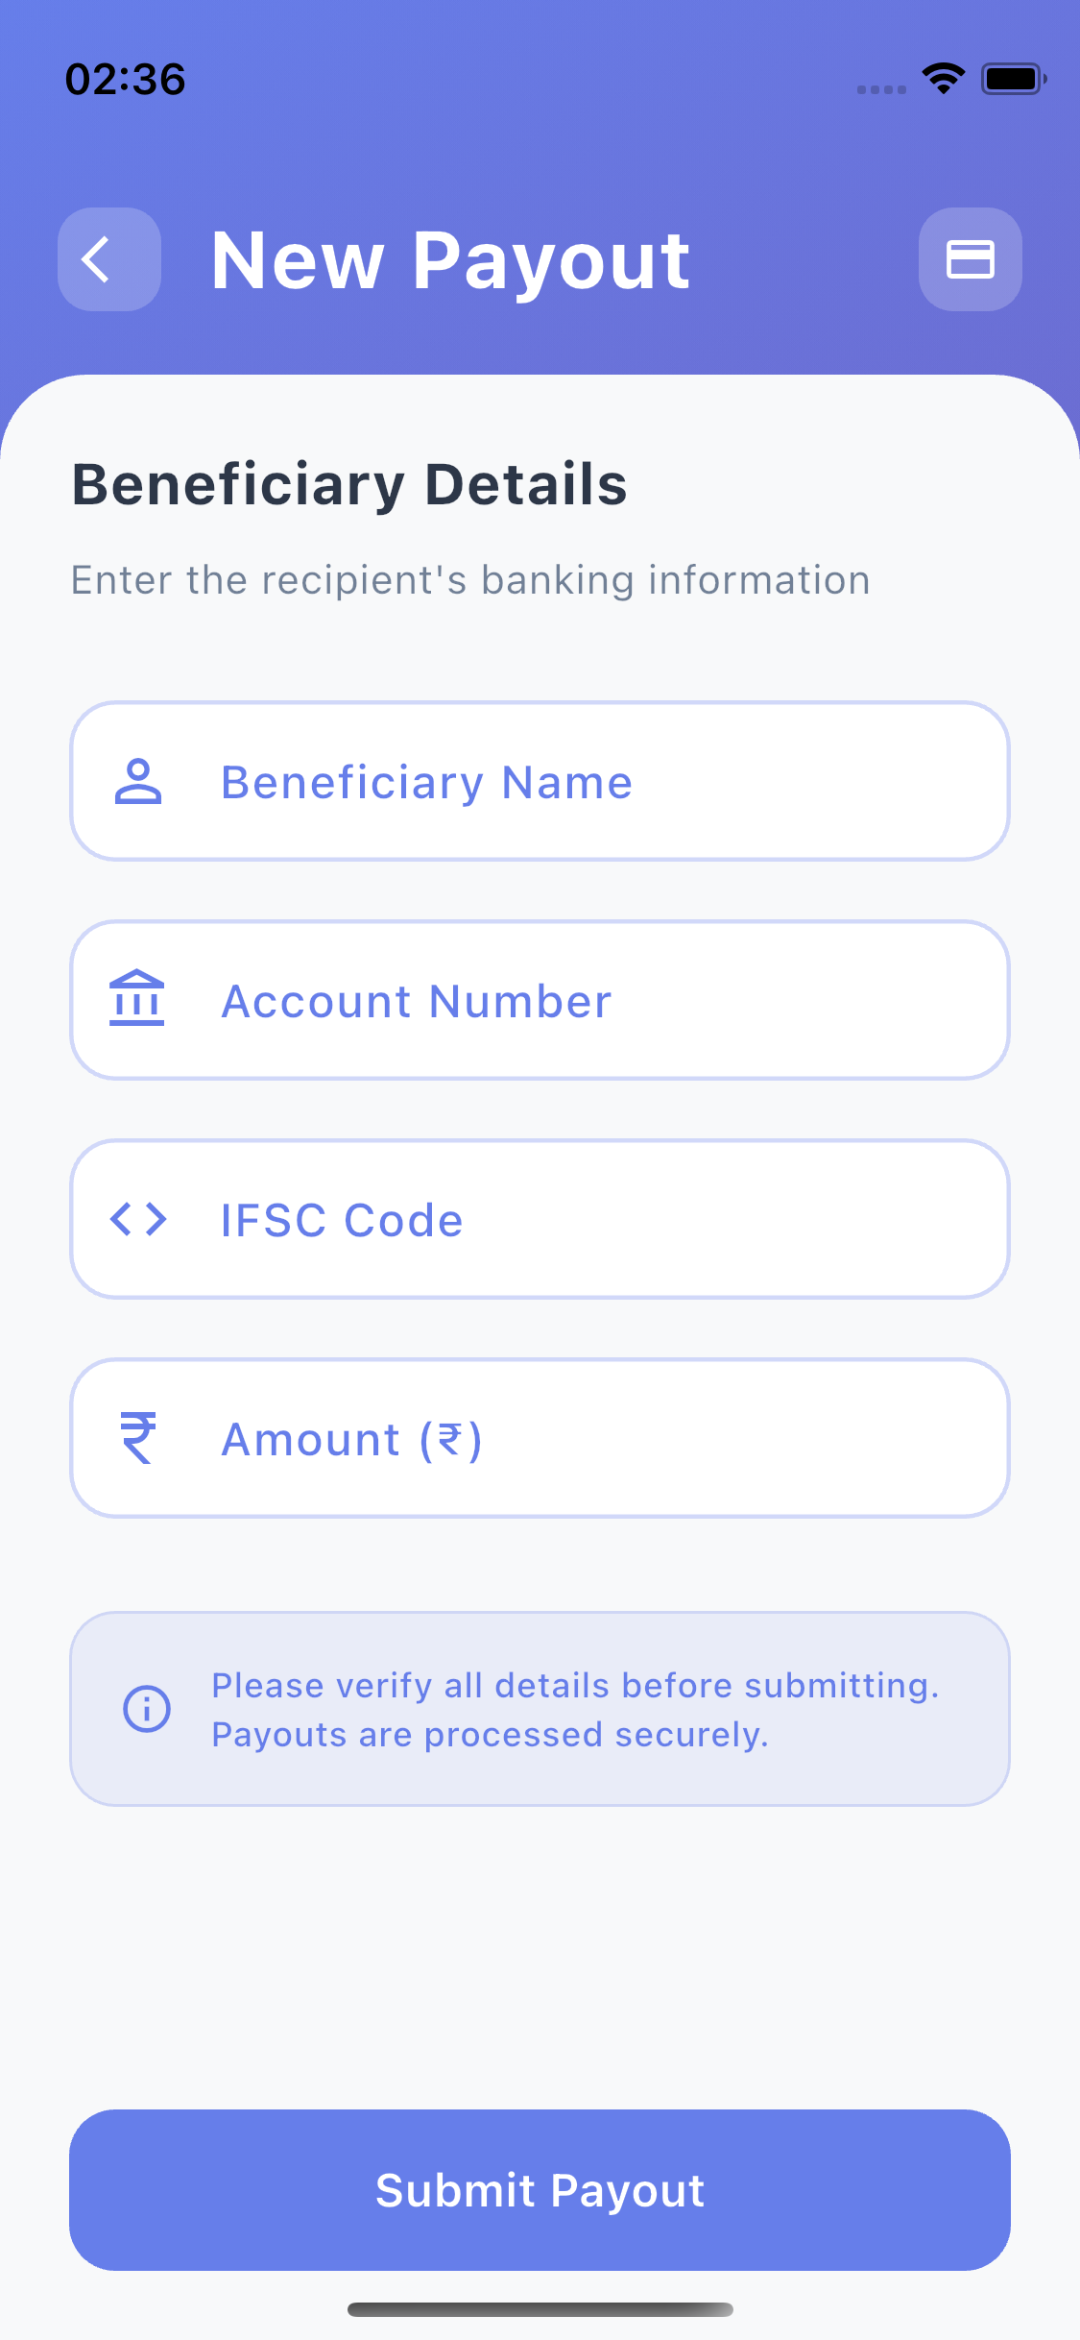 02:36
New Payout
Beneficiary Details
Enter the recipient's banking information
Beneficiary Name
Account Number
IFSC Code
₹ Amount (₹)
Please verify all details before submitting.
Payouts are processed securely.
Submit Payout